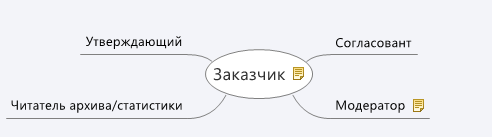 Утверждающий
Согласовант
Заказчик
Читатель архива/статистики
Модератор